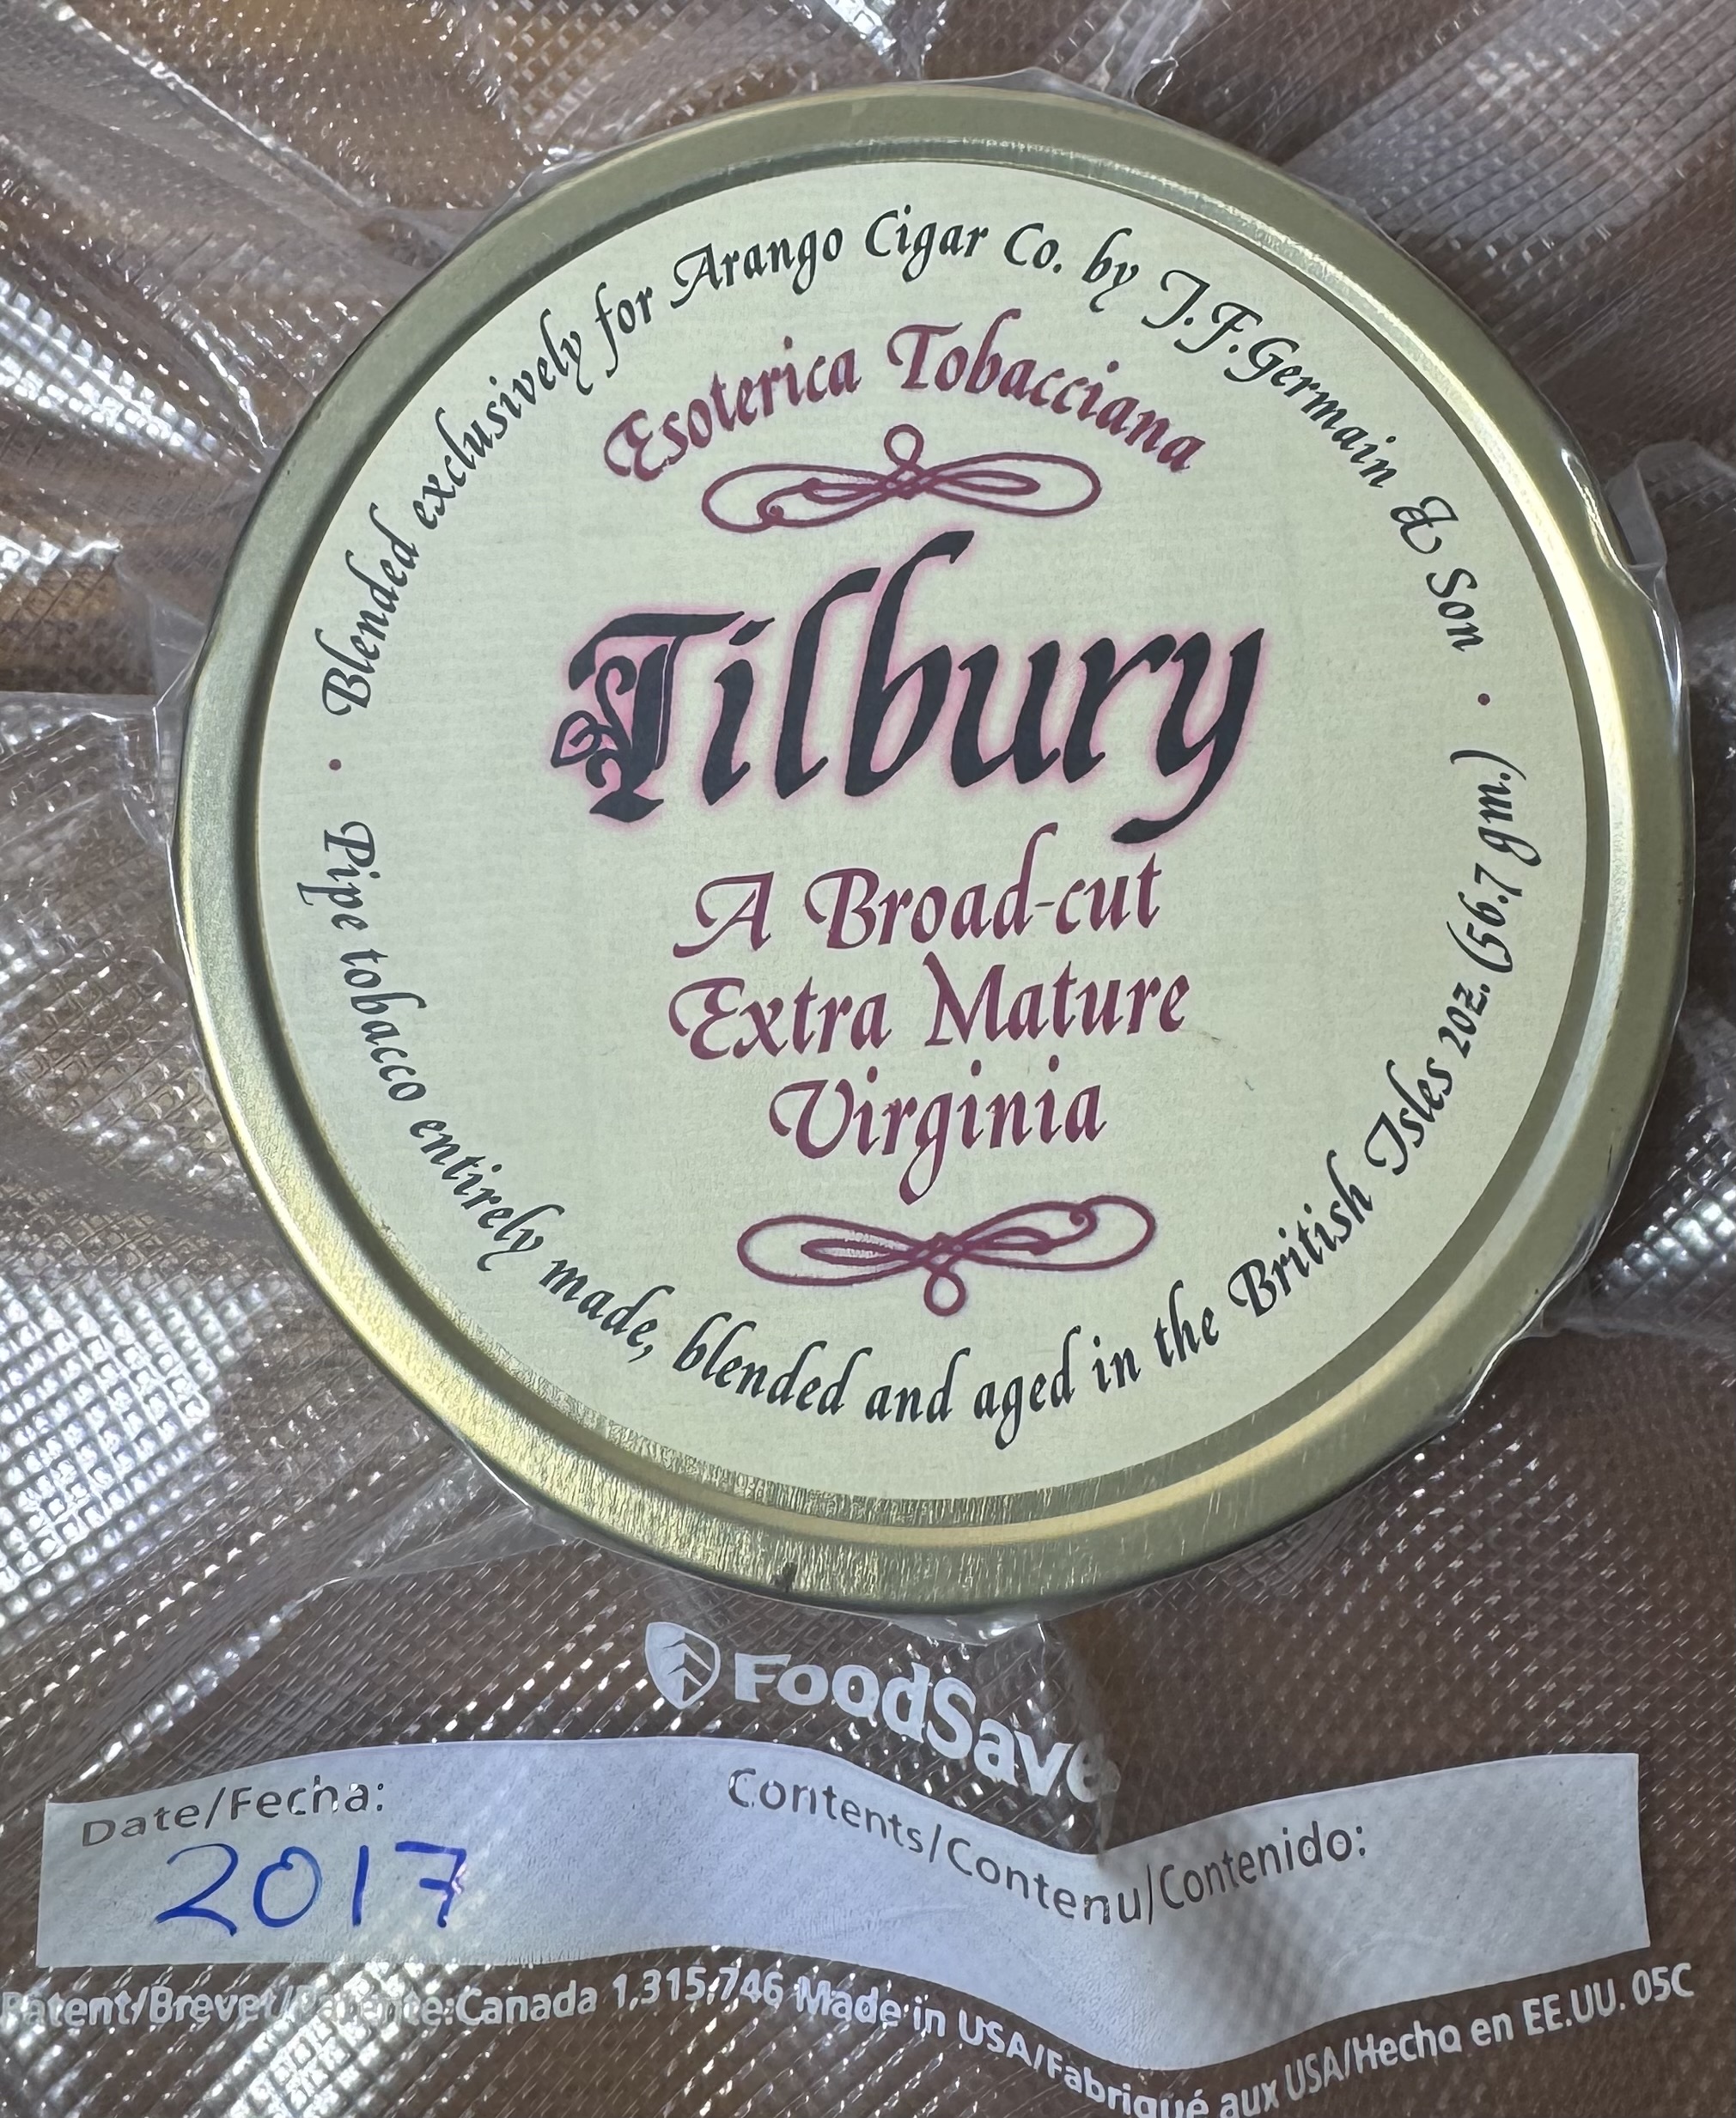 Blended exclusively for Arango Cigar Co. by J.F. Germain & Son
Esoterica Tobacciana
Tilbury
A Broad-cut
Extra Mature
Virginia
Pipe tobacco entirely made, blended and aged in the British Isles 2oz. (56.7 gm.)
FoodSave
Date/Fecha:
Contents/Contenu/Contenido:
2017
Patent/Brevet/Patente:Canada 1,315,746 Made in USA/Fabriqué aux USA/Hecho en EE.UU. 05C